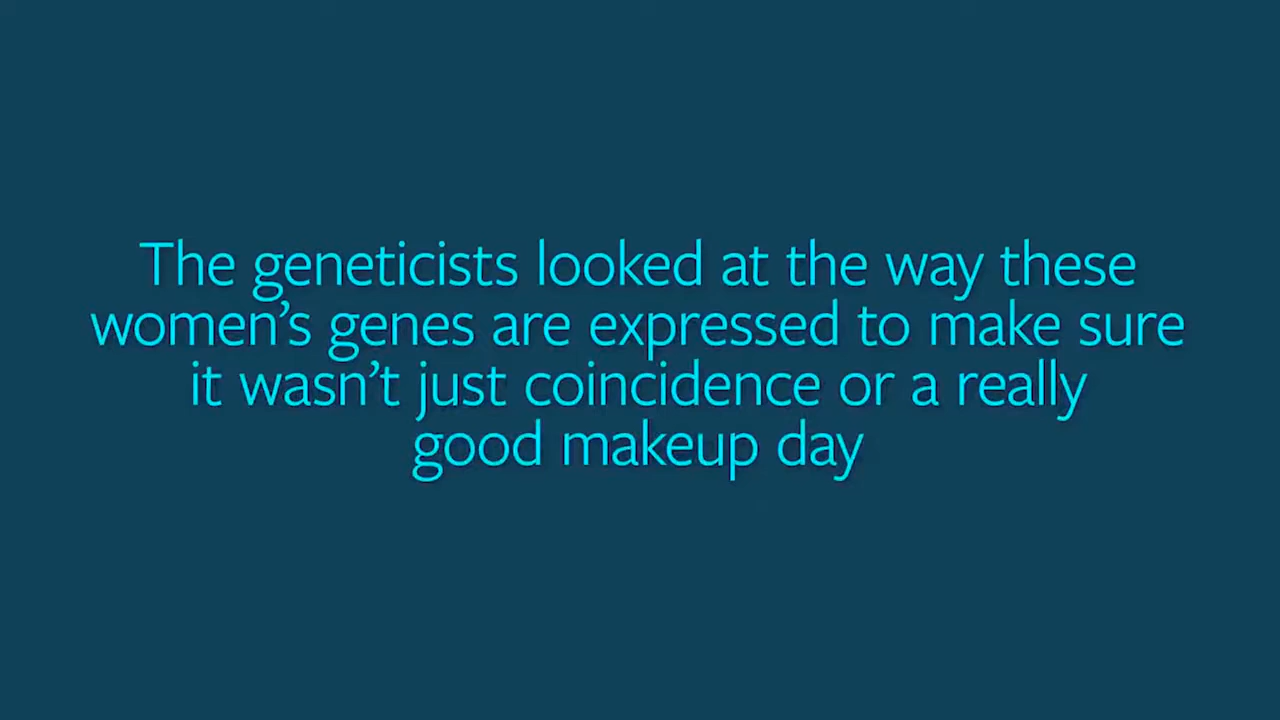 The geneticists looked at the way these
women’s genes are expressed to make sure
it wasn’t just coincidence or a really
good makeup day